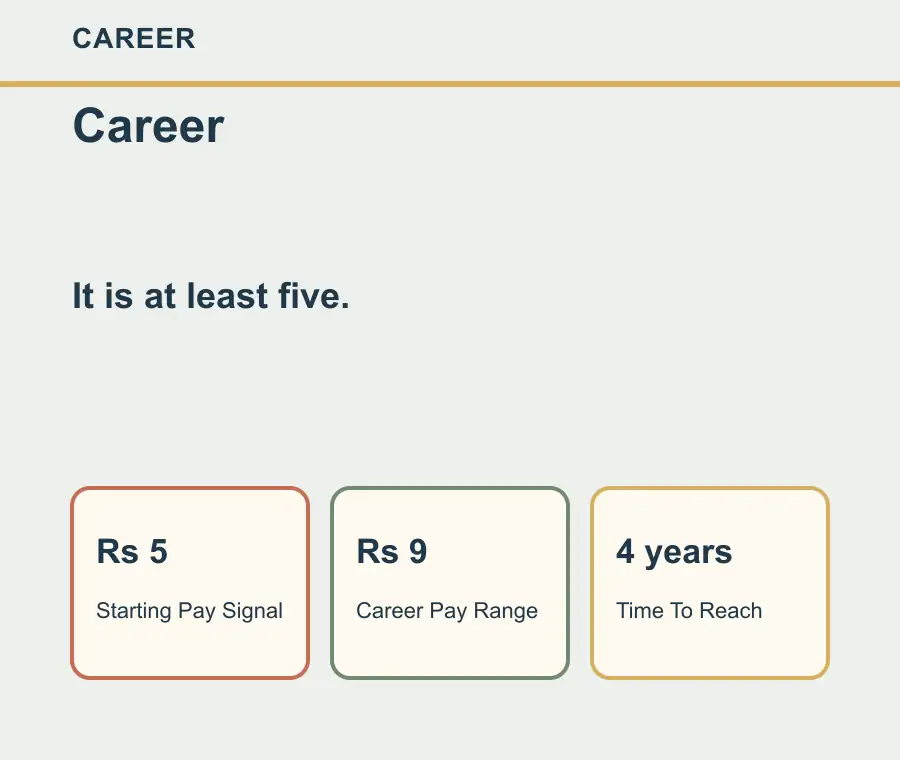 CAREER
Career
It is at least five.
Rs 5
Starting Pay Signal
Rs 9
Career Pay Range
4 years
Time To Reach